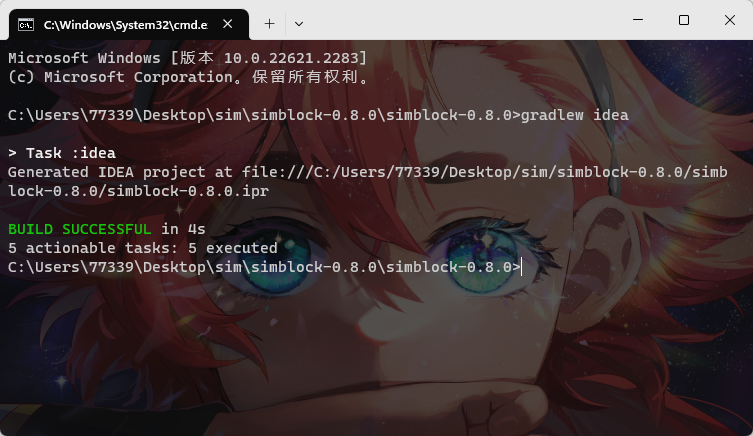 C:\Windows\System32\cmd.e
Microsoft Windows [版本 10.0.22621.2283]
(c) Microsoft Corporation。保留所有权利。
C:\Users\77339\Desktop\sim\simblock-0.8.0\simblock-0.8.0>gradlew idea
> Task :idea
Generated IDEA project at file:///C:/Users/77339/Desktop/sim/simblock-0.8.0/simb
lock-0.8.0/simblock-0.8.0.ipr
BUILD SUCCESSFUL in 4s
5 actionable tasks: 5 executed
C:\Users\77339\Desktop\sim\simblock-0.8.0\simblock-0.8.0>